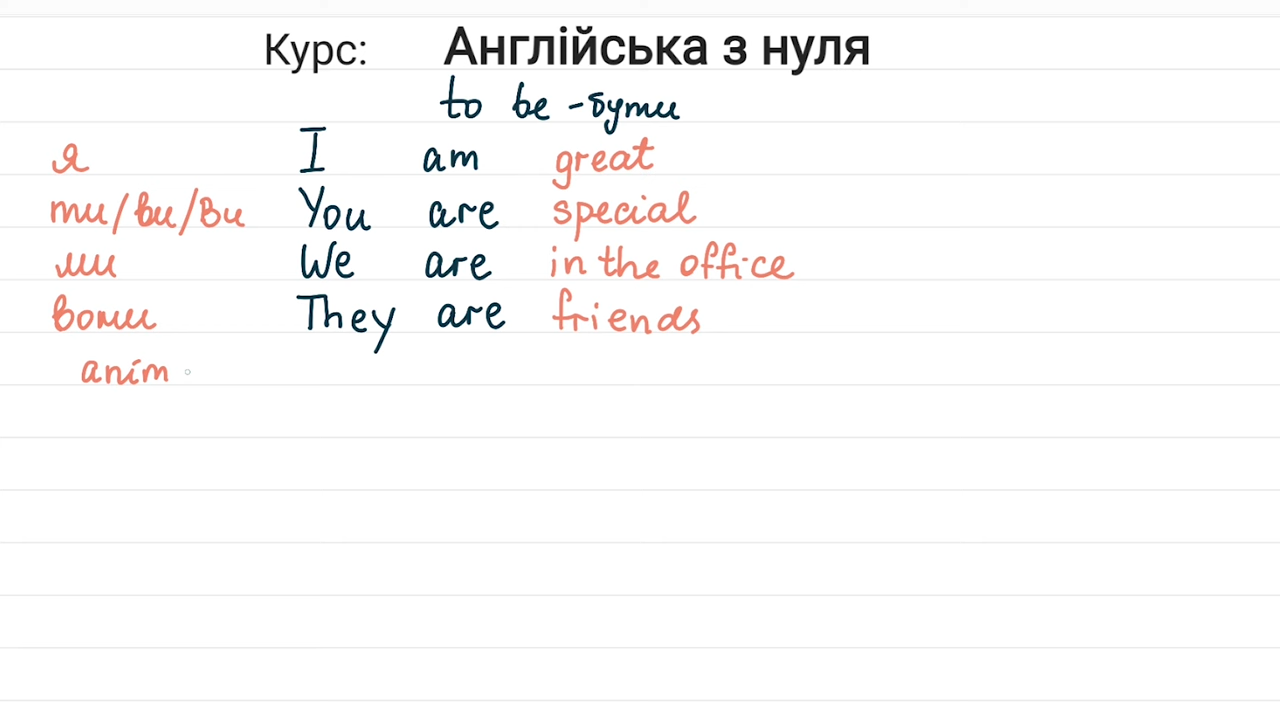 Курс: Англійська з нуля
to be - бути
я I am great
ти/ви/Ви You are special
ми We are in the office
вони They are friends
апіт